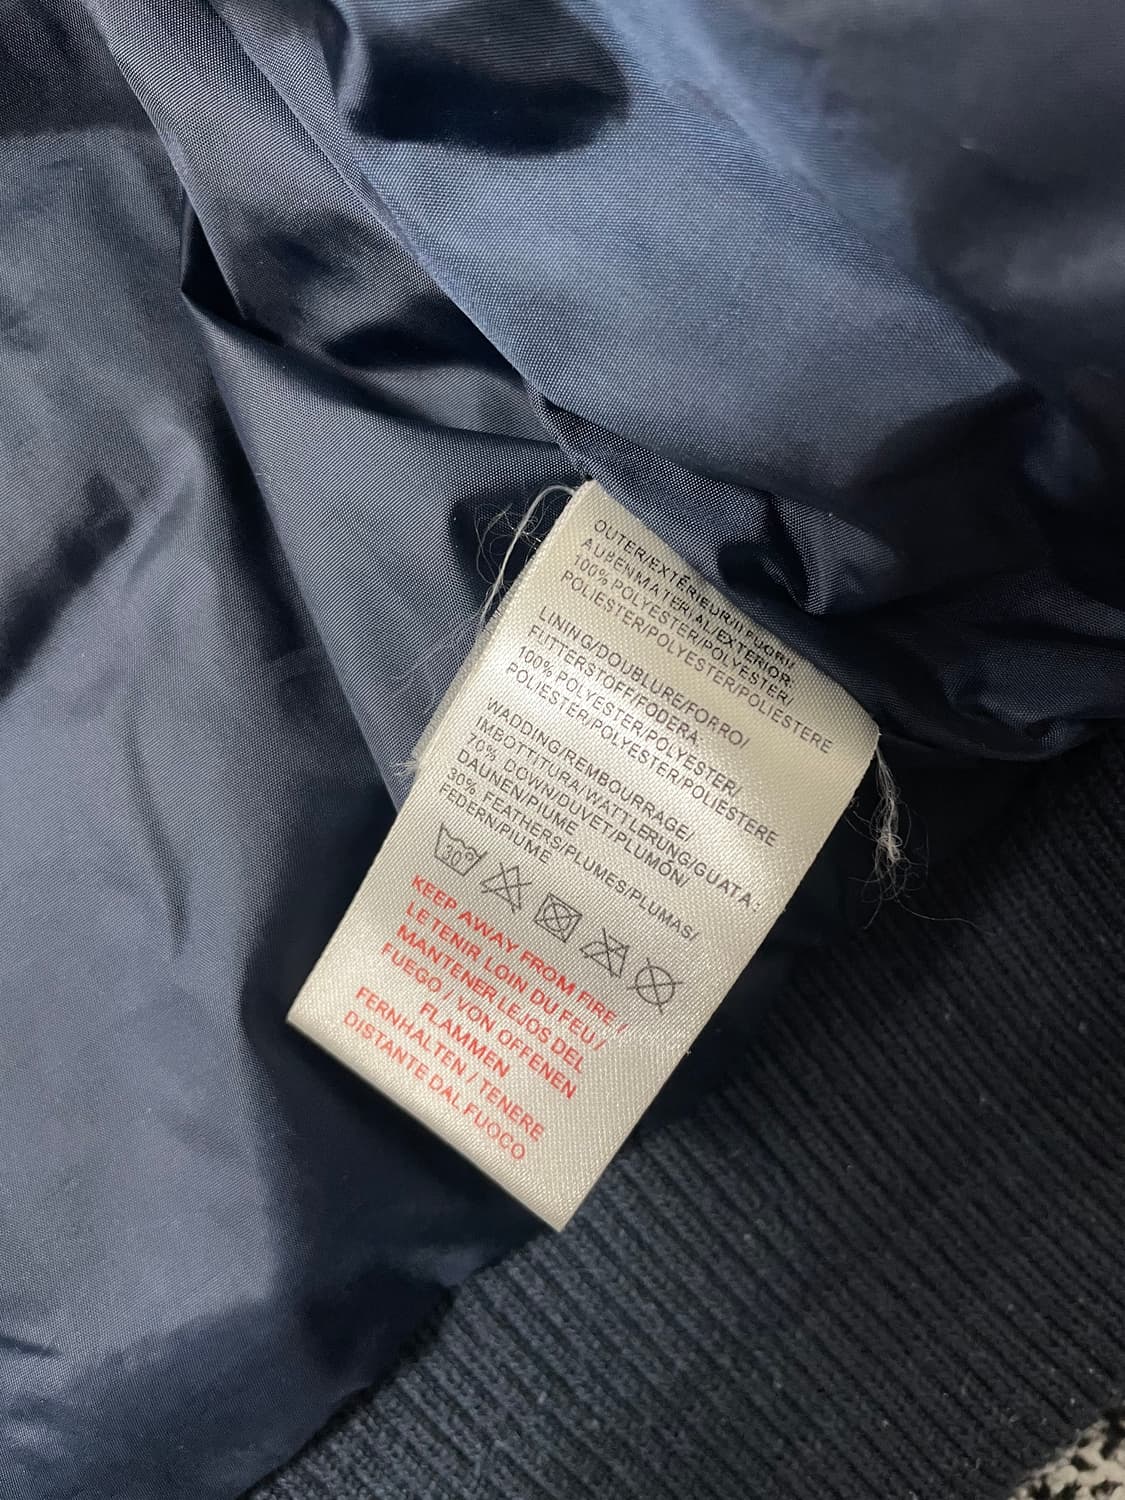 OUTER/EXTÉRIEUR/IL FUORI/
AUßENMATERIAL/EXTERIOR.
100% POLYESTER/POLYESTER/
POLIESTER/POLYESTER/POLIESTERE
LINING/DOUBLURE/FORRO/
FUTTERSTOFF/FODERA.
100% POLYESTER/POLYESTER/
POLIESTER/POLYESTER/POLIESTERE
WADDING/REMBOURRAGE/
IMBOTTITURA/WATTLERUNG/GUATA:
70% DOWN/DUVET/PLUMÓN/
DAUNEN/PIUME
30% FEATHERS/PLUMES/PLUMAS/
FEDERN/PIUME
30°
KEEP AWAY FROM FIRE /
LE TENIR LOIN DU FEU /
MANTENER LEJOS DEL
FUEGO / VON OFFENEN
FLAMMEN
FERNHALTEN / TENERE
DISTANTE DAL FUOCO